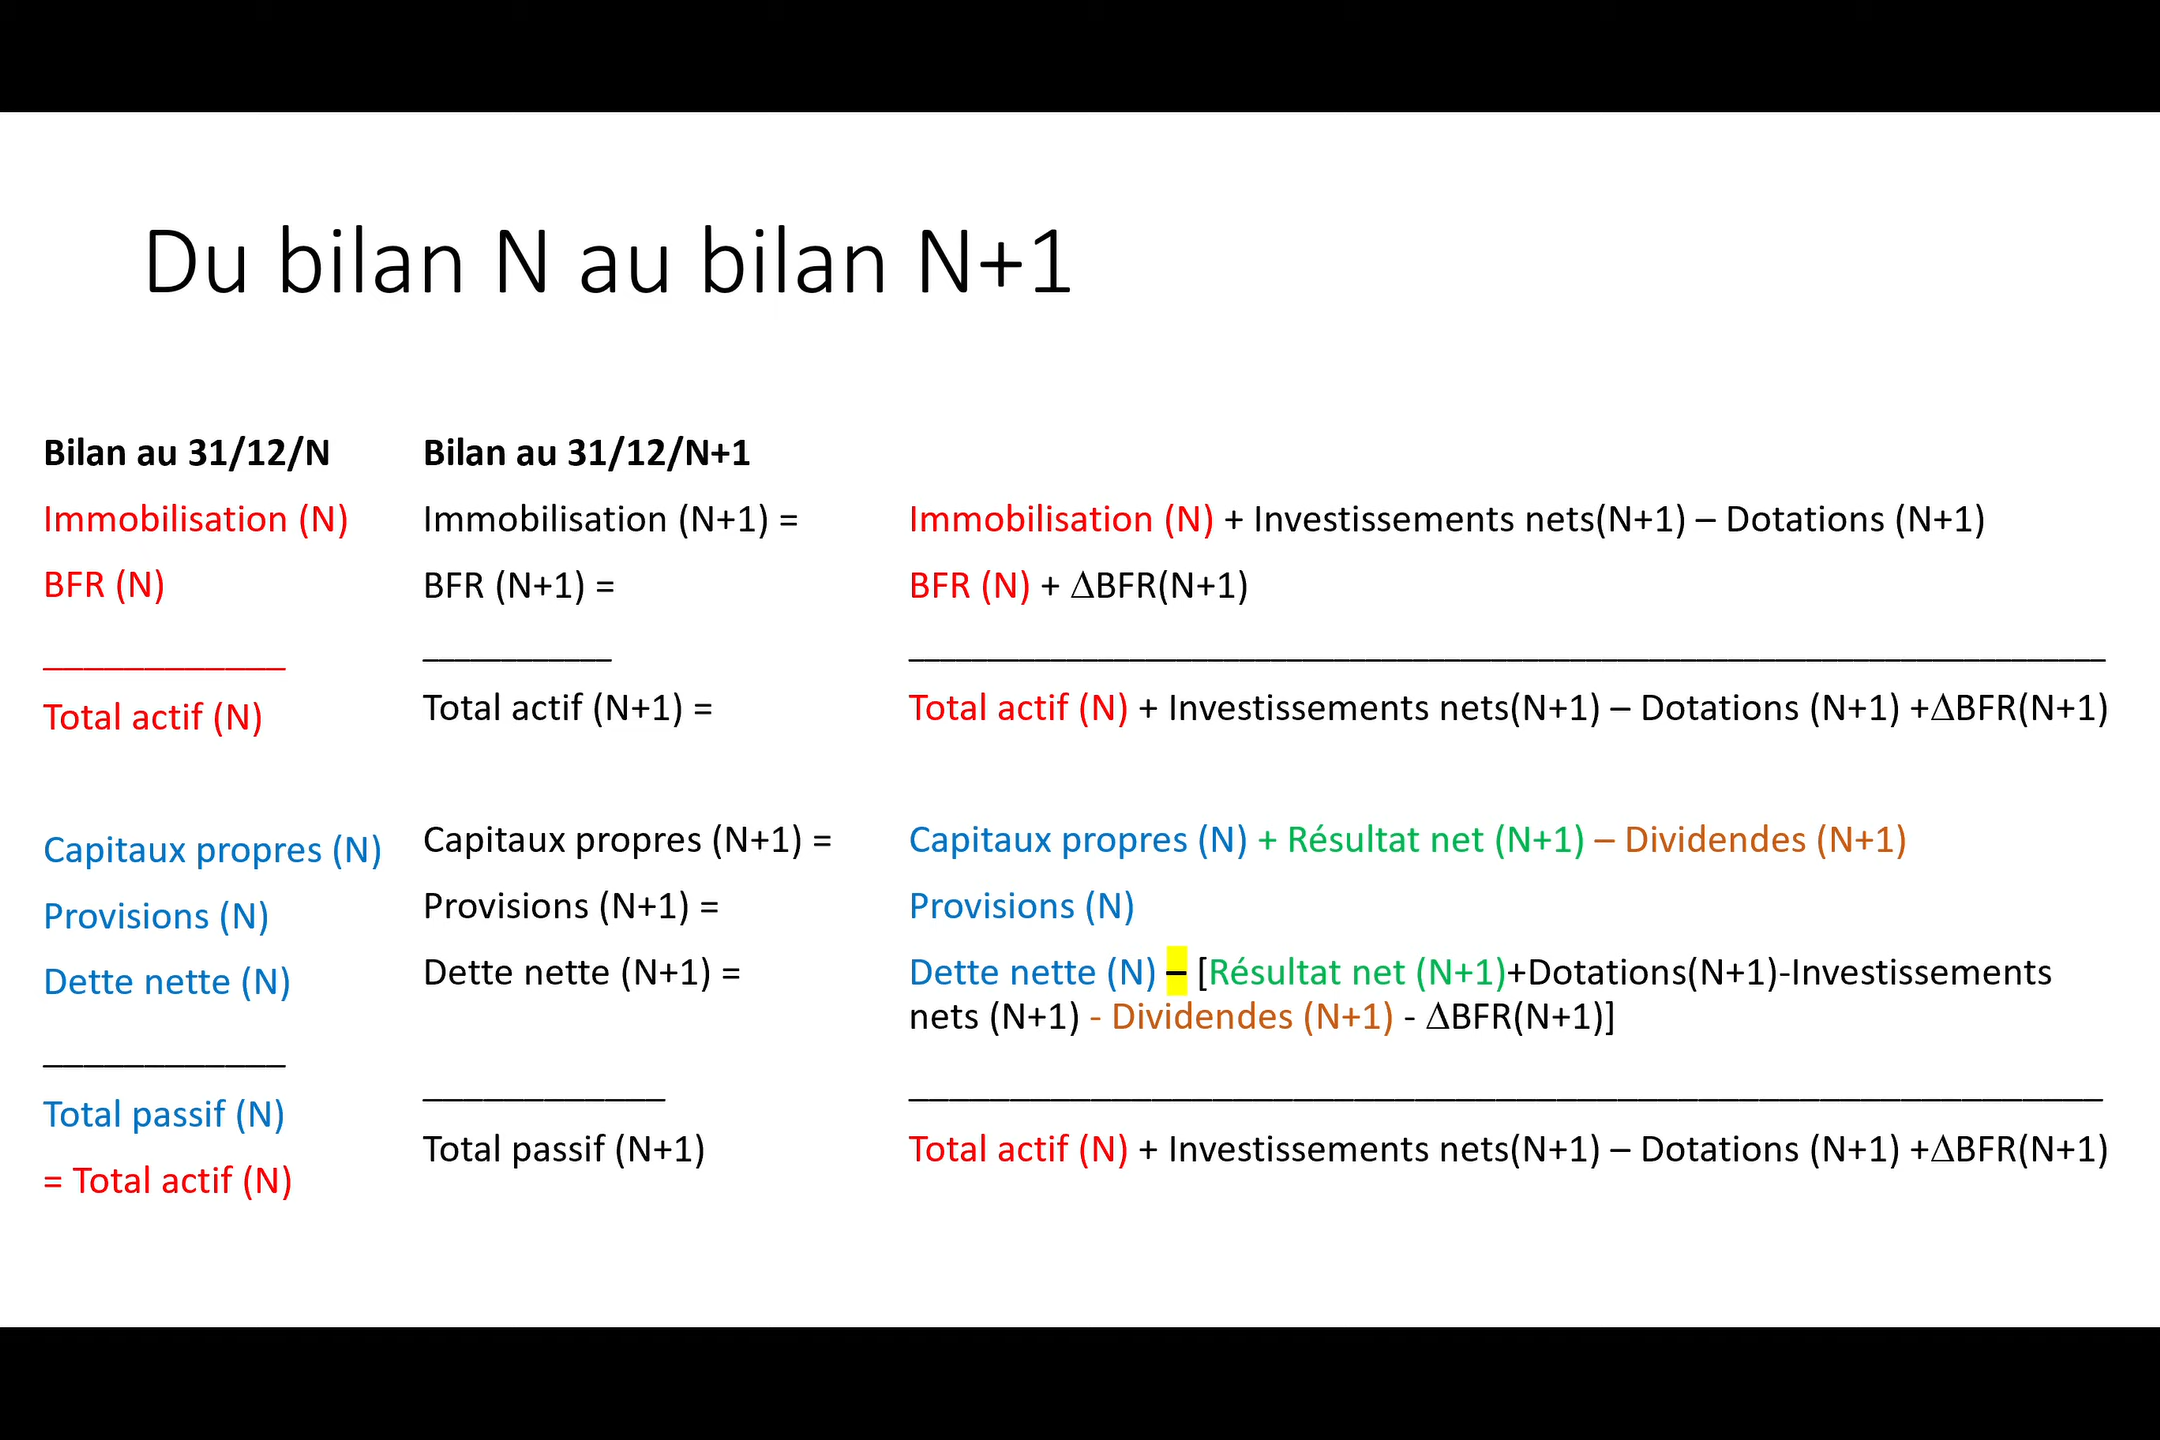 Du bilan N au bilan N+1
Bilan au 31/12/N
Bilan au 31/12/N+1
Immobilisation (N)
Immobilisation (N+1) =
Immobilisation (N) + Investissements nets(N+1) – Dotations (N+1)
BFR (N)
BFR (N+1) =
BFR (N) + ΔBFR(N+1)
Total actif (N)
Total actif (N+1) =
Total actif (N) + Investissements nets(N+1) – Dotations (N+1) +ΔBFR(N+1)
Capitaux propres (N)
Capitaux propres (N+1) =
Capitaux propres (N) + Résultat net (N+1) – Dividendes (N+1)
Provisions (N)
Provisions (N+1) =
Provisions (N)
Dette nette (N)
Dette nette (N+1) =
Dette nette (N) – [Résultat net (N+1)+Dotations(N+1)-Investissements
nets (N+1) - Dividendes (N+1) - ΔBFR(N+1)]
Total passif (N)
= Total actif (N)
Total passif (N+1)
Total actif (N) + Investissements nets(N+1) – Dotations (N+1) +ΔBFR(N+1)